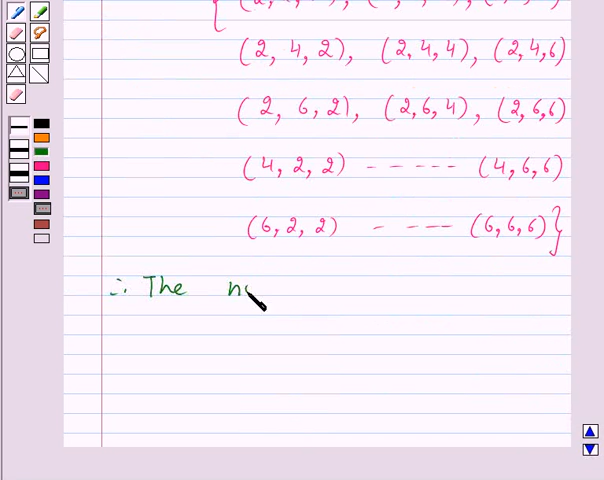 (2, 4, 2), (2, 4, 4), (2, 4, 6)
(2, 6, 2), (2, 6, 4), (2, 6, 6)
(4, 2, 2) ----- (4, 6, 6)
(6, 2, 2) - ---- (6, 6, 6)}
∴ The